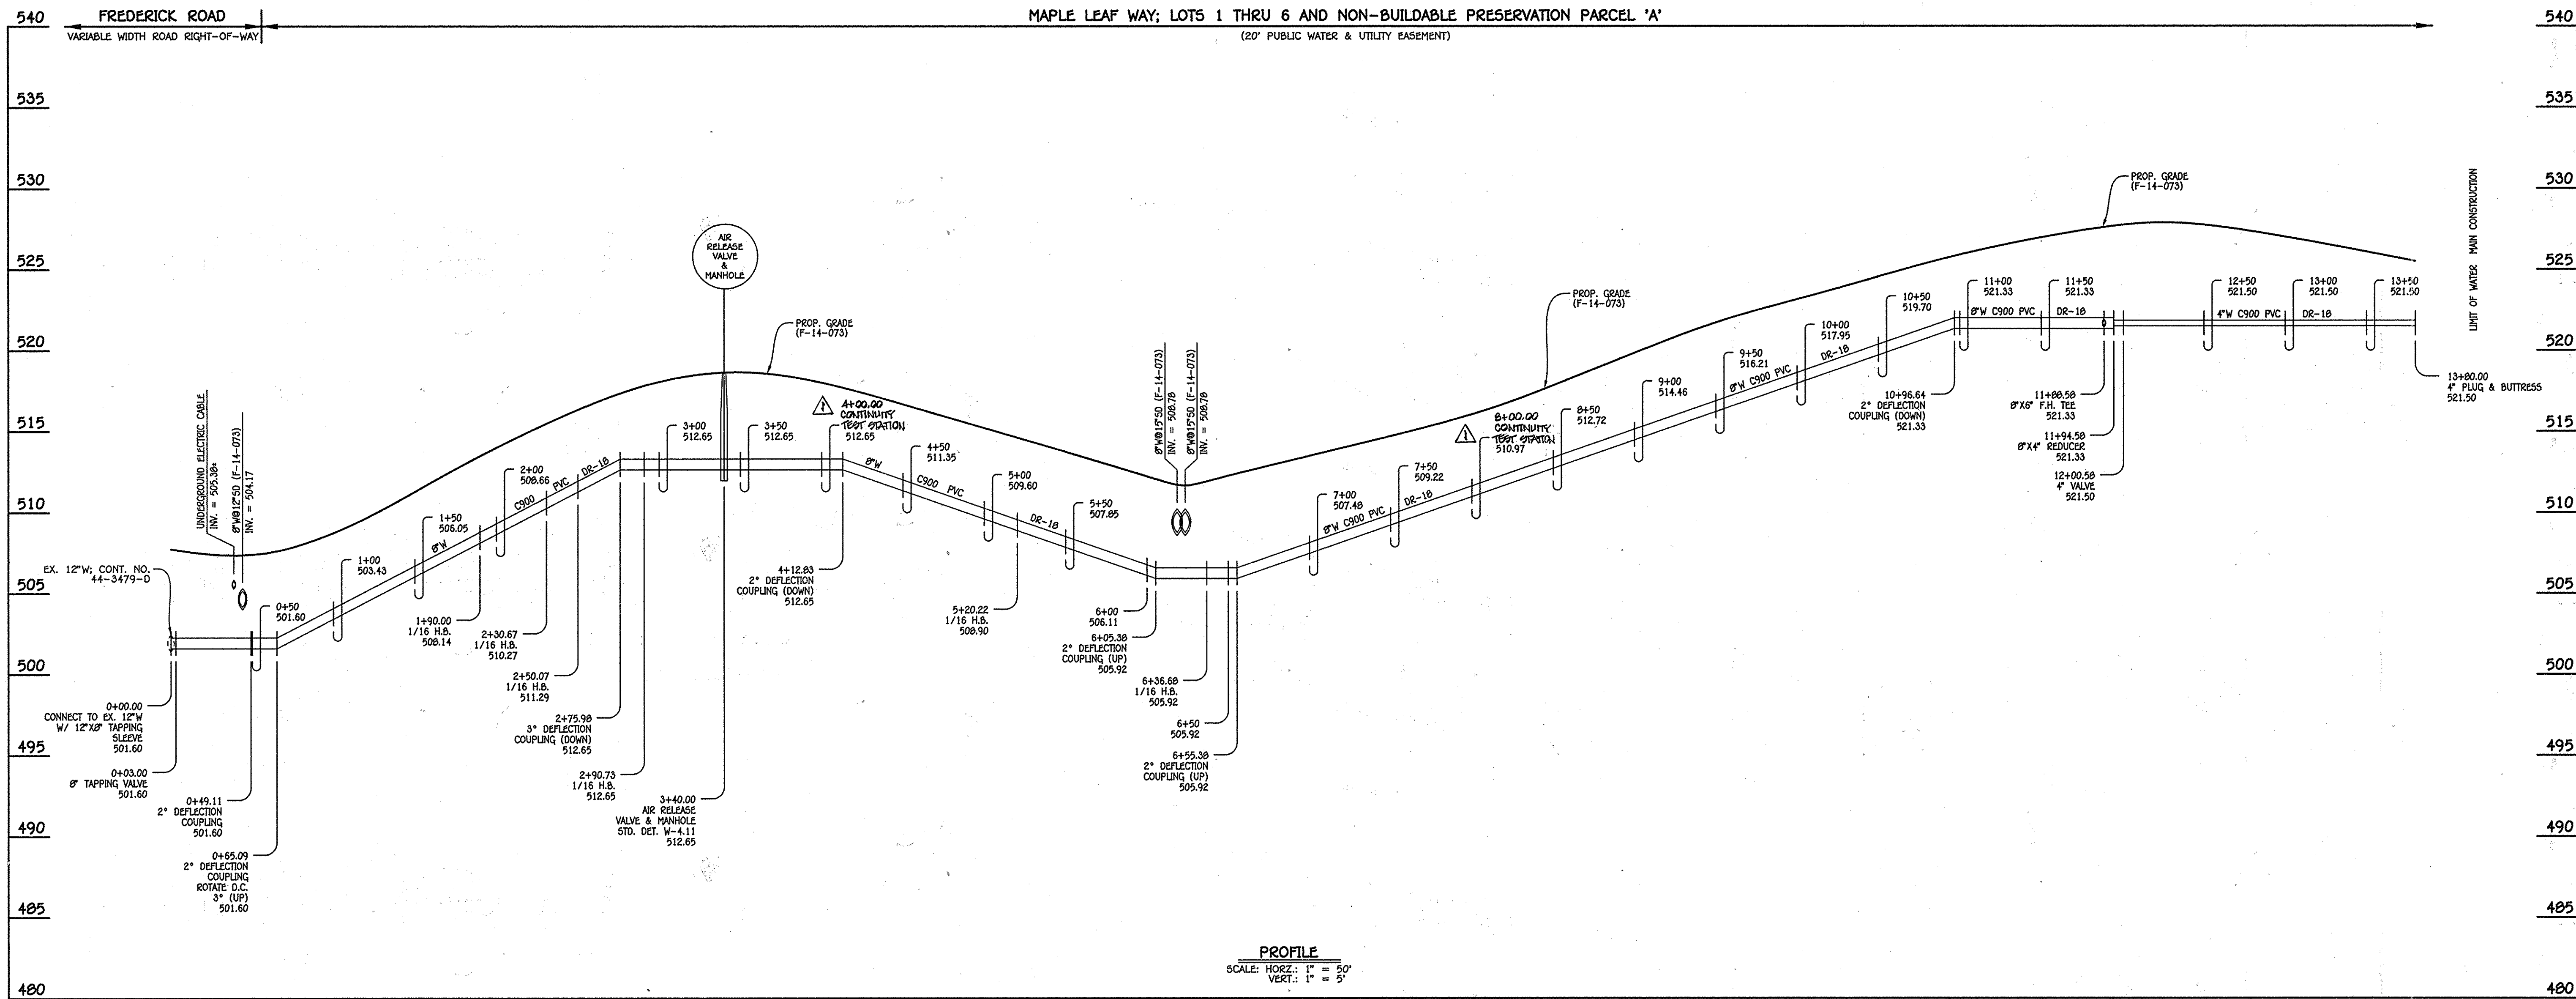 540
FREDERICK ROAD
VARIABLE WIDTH ROAD RIGHT-OF-WAY
MAPLE LEAF WAY; LOTS 1 THRU 6 AND NON-BUILDABLE PRESERVATION PARCEL 'A'
(20' PUBLIC WATER & UTILITY EASEMENT)
540
535
535
530
530
525
525
520
520
515
515
510
510
505
505
500
500
495
495
490
490
485
485
480
480
EX. 12"W; CONT. NO.
44-3479-D
UNDERGROUND ELECTRIC CABLE
INV. = 505.38±
8"W@12"SD (F-14-073)
INV. = 504.17
0+00.00
CONNECT TO EX. 12"W
W/ 12"X8" TAPPING
SLEEVE
501.60
0+03.00
8" TAPPING VALVE
501.60
0+49.11
2° DEFLECTION
COUPLING
501.60
0+50
501.60
0+65.09
2° DEFLECTION
COUPLING
ROTATE D.C.
3° (UP)
501.60
1+00
503.43
1+50
506.05
8"W
1+90.00
1/16 H.B.
508.14
2+00
508.66
2+30.67
1/16 H.B.
510.27
C900 PVC DR-18
2+50.07
1/16 H.B.
511.29
2+75.98
3° DEFLECTION
COUPLING (DOWN)
512.65
2+90.73
1/16 H.B.
512.65
3+00
512.65
AIR
RELEASE
VALVE
&
MANHOLE
3+40.00
AIR RELEASE
VALVE & MANHOLE
STD. DET. W-4.11
512.65
3+50
512.65
PROP. GRADE
(F-14-073)
1
4+00.00
CONTINUITY
TEST STATION
512.65
4+12.83
2° DEFLECTION
COUPLING (DOWN)
512.65
8"W C900 PVC DR-18
4+50
511.35
5+00
509.60
5+20.22
1/16 H.B.
508.90
5+50
507.85
6+00
506.11
6+05.38
2° DEFLECTION
COUPLING (UP)
505.92
8"W@15"SD (F-14-073)
INV. = 508.78
8"W@15"SD (F-14-073)
INV. = 508.78
6+36.68
1/16 H.B.
505.92
6+50
505.92
6+55.38
2° DEFLECTION
COUPLING (UP)
505.92
7+00
507.48
8"W C900 PVC DR-18
7+50
509.22
1
8+00.00
CONTINUITY
TEST STATION
510.97
8+50
512.72
PROP. GRADE
(F-14-073)
9+00
514.46
9+50
516.21
8"W C900 PVC DR-18
10+00
517.95
10+50
519.70
10+96.64
2° DEFLECTION
COUPLING (DOWN)
521.33
11+00
521.33
8"W C900 PVC DR-18
11+50
521.33
11+88.58
8"X6" F.H. TEE
521.33
11+94.58
8"X4" REDUCER
521.33
12+00.58
4" VALVE
521.50
PROP. GRADE
(F-14-073)
12+50
521.50
4"W C900 PVC DR-18
13+00
521.50
13+50
521.50
13+80.00
4" PLUG & BUTTRESS
521.50
LIMIT OF WATER MAIN CONSTRUCTION
PROFILE
SCALE: HORZ.: 1" = 50'
VERT.: 1" = 5'